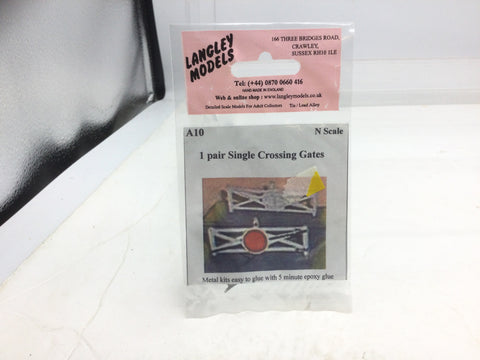 LANGLEY
MODELS
166 THREE BRIDGES ROAD,
CRAWLEY,
SUSSEX RH10 1LE
Tel: (+44) 0870 0660 416
HAND MADE IN ENGLAND
Web & online shop : www.langleymodels.co.uk
Detailed Scale Models For Adult Collectors Tin / Lead Alloy
A10 N Scale
1 pair Single Crossing Gates
Metal kits easy to glue with 5 minute epoxy glue